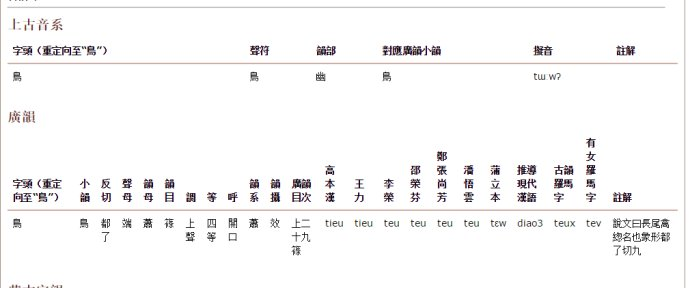 上古音系
字頭（重定向至“鳥”） 聲符 韻部 對應廣韻小韻 擬音 註解
鳥 鳥 幽 鳥 tɯːwʔ
廣韻
字頭（重定向至“鳥”） 小韻 反切 聲母 韻母 韻目 調 等 呼 韻系 韻攝 廣韻目次 高本漢 王力 李榮 邵榮芬 鄭張尚芳 潘悟雲 蒲立本 推導現代漢語 古韻羅馬字 有女羅馬字 註解
鳥 鳥 都了 端 蕭 篠 上聲 四等 開口 蕭 效 上二十九篠 tieu tieu teu teu teu teu tɛw diao3 teux tev 說文曰長尾禽總名也象形都了切九